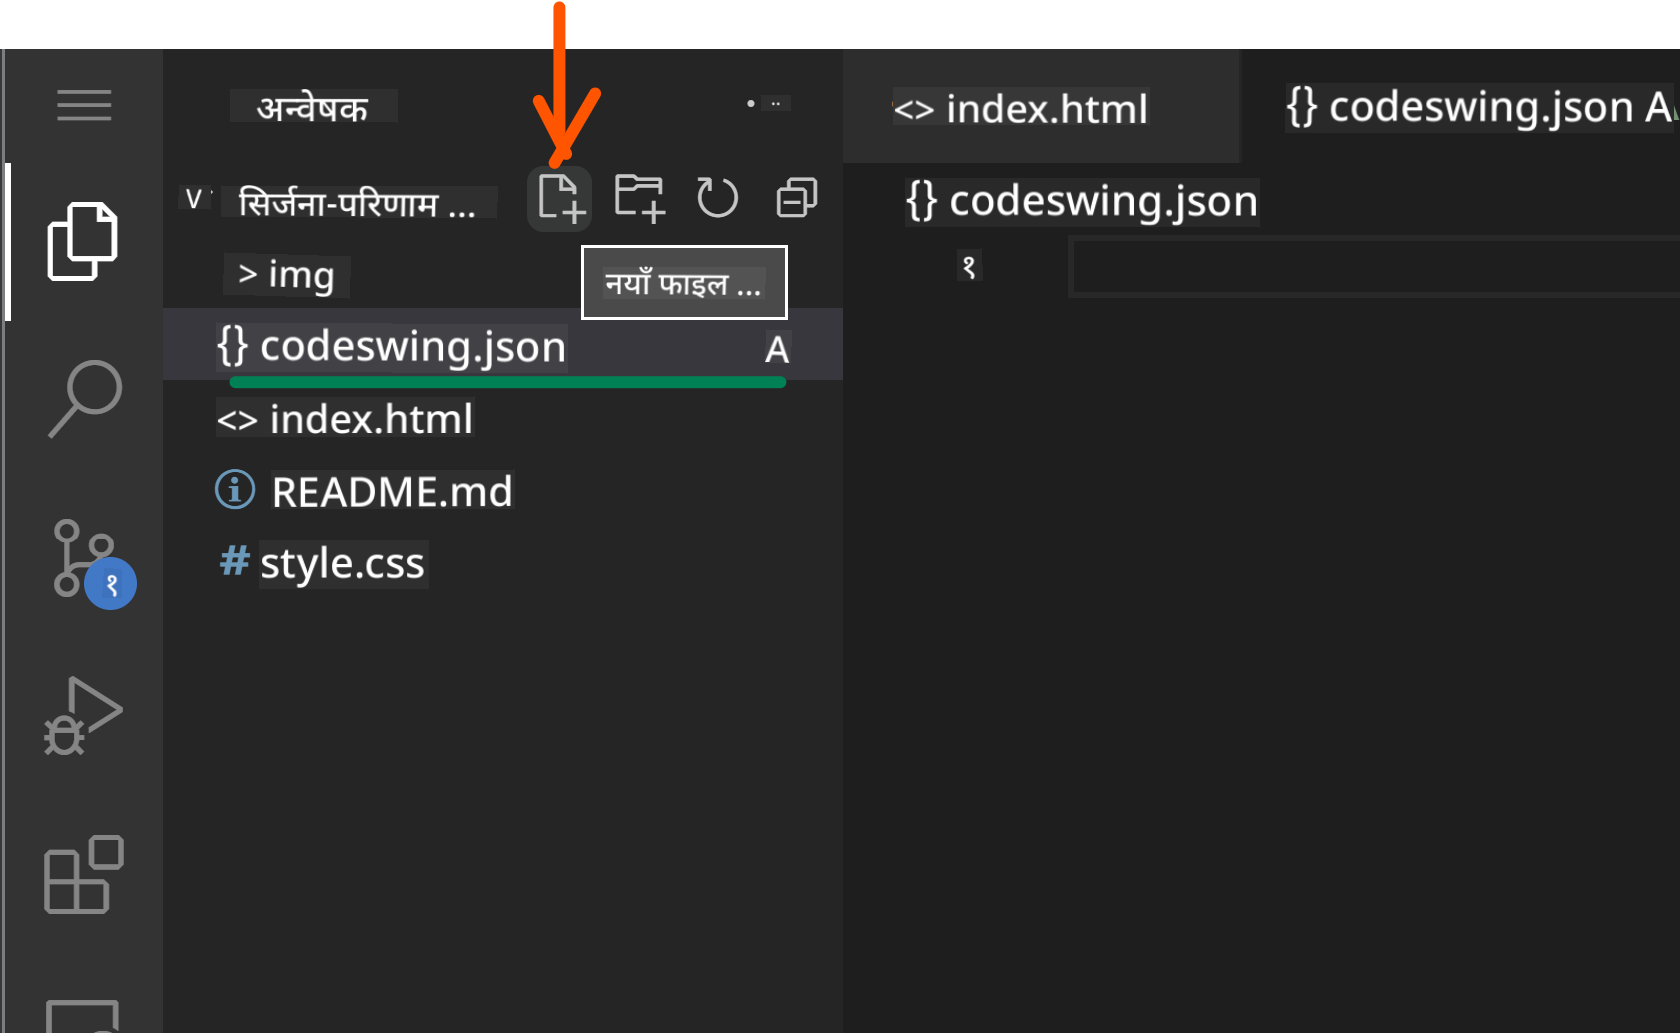 अन्वेषक
<> index.html
{} codeswing.json A
सिर्जना-परिणाम ...
{} codeswing.json
१
> img
नयाँ फाइल ...
{} codeswing.json A
<> index.html
README.md
# style.css
१